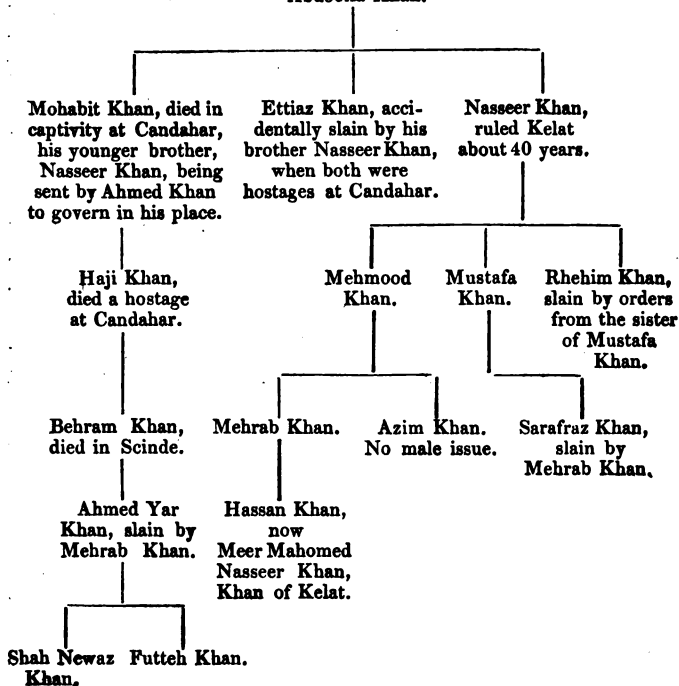 Mohabit Khan, died in
captivity at Candahar,
his younger brother,
Nasseer Khan, being
sent by Ahmed Khan
to govern in his place.
Ettiaz Khan, acci-
dentally slain by his
brother Nasseer Khan,
when both were
hostages at Candahar.
Nasseer Khan,
ruled Kelat
about 40 years.
Haji Khan,
died a hostage
at Candahar.
Mehmood
Khan.
Mustafa
Khan.
Rhehim Khan,
slain by orders
from the sister
of Mustafa
Khan.
Behram Khan,
died in Scinde.
Mehrab Khan.
Azim Khan.
No male issue.
Sarafraz Khan,
slain by
Mehrab Khan.
Ahmed Yar
Khan, slain by
Mehrab Khan.
Hassan Khan,
now
Meer Mahomed
Nasseer Khan,
Khan of Kelat.
Shah Newaz
Khan.
Futteh Khan.